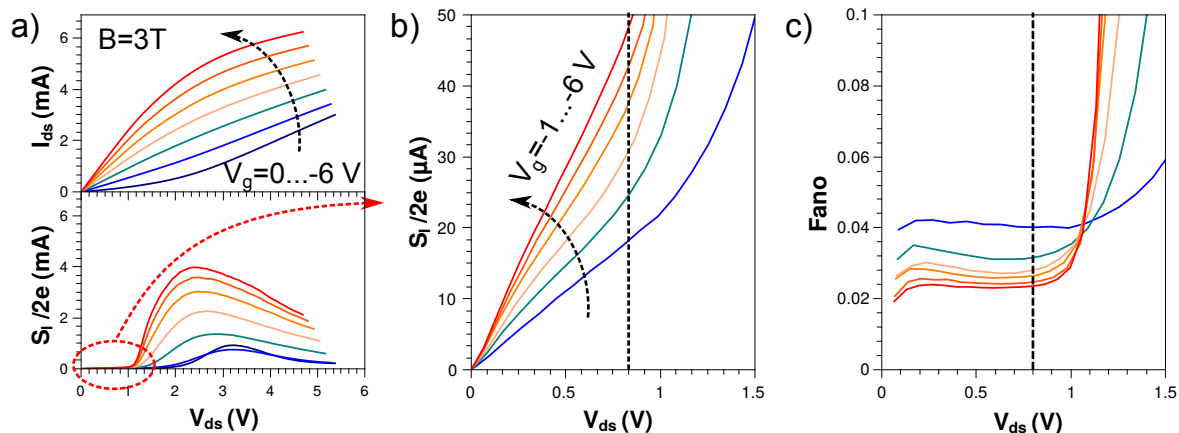 a)
B=3T
I_ds (mA)
6
4
2
0
V_g=0...-6 V
S_I/2e (mA)
6
4
2
0
0 1 2 3 4 5 6
V_ds (V)
b)
S_I/2e (µA)
50
40
30
20
10
0
V_g=-1...-6 V
0.0 0.5 1.0 1.5
V_ds (V)
c)
Fano
0.1
0.08
0.06
0.04
0.02
0
0 0.5 1 1.5
V_ds (V)